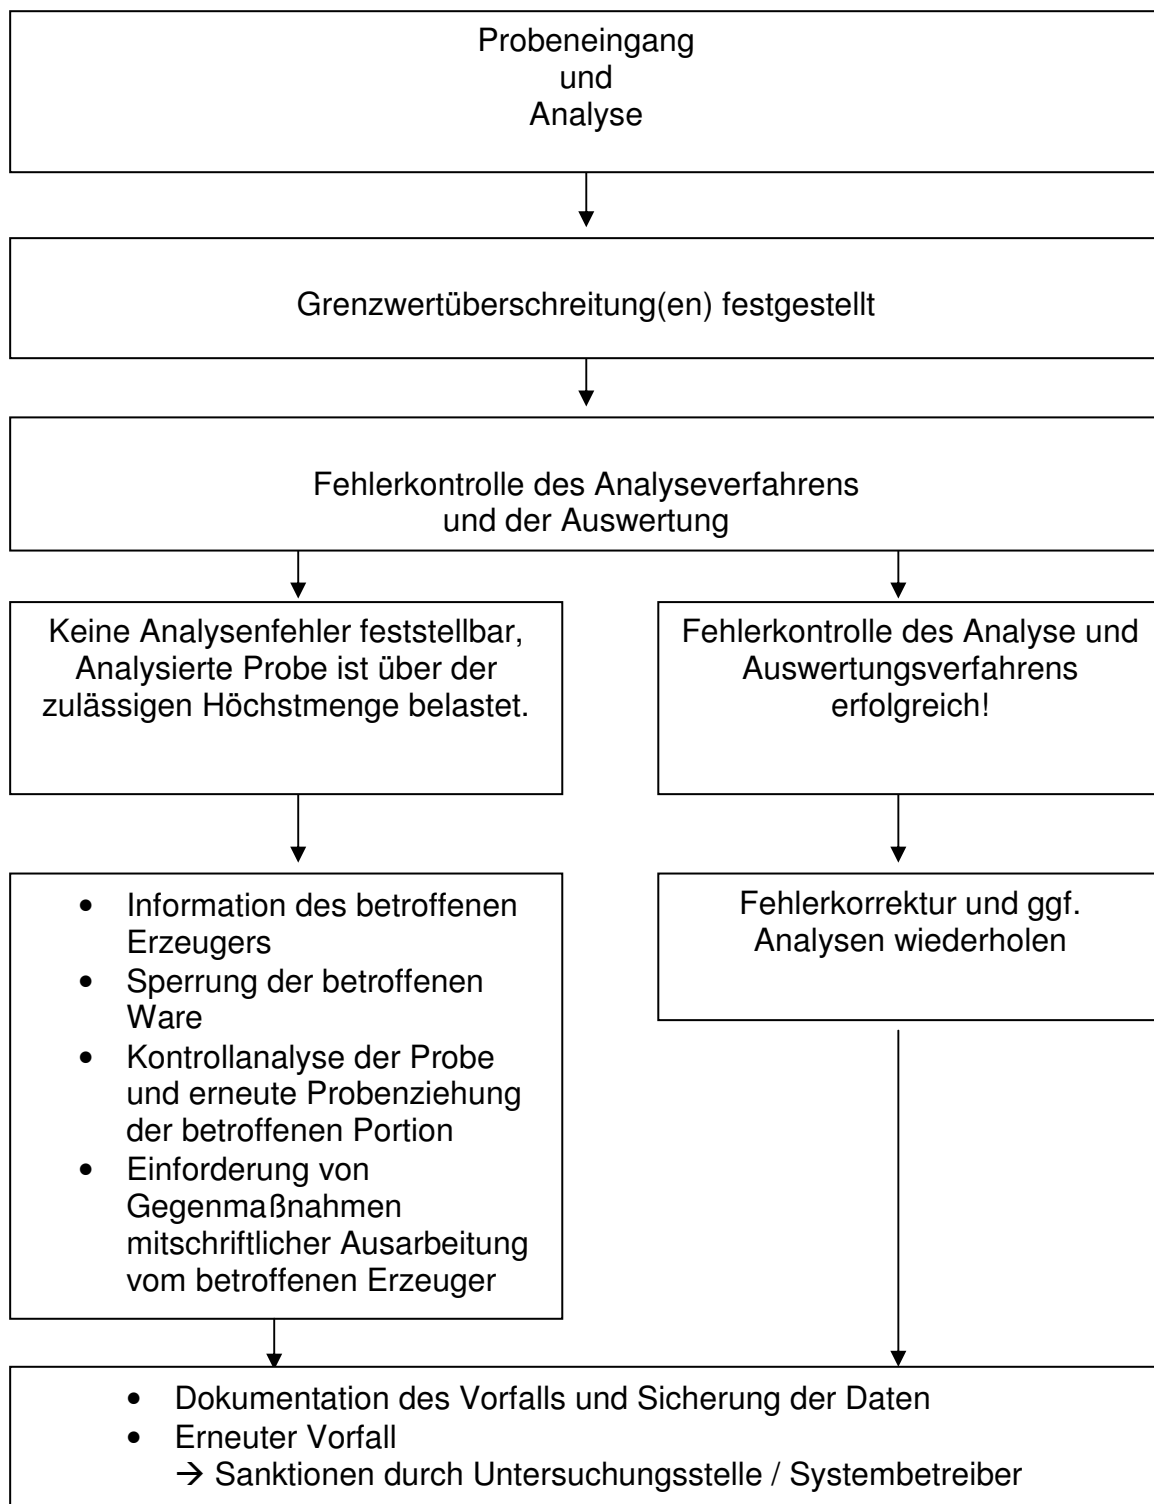 Probeneingang
und
Analyse
Grenzwertüberschreitung(en) festgestellt
Fehlerkontrolle des Analyseverfahrens
und der Auswertung
Keine Analysenfehler feststellbar,
Analysierte Probe ist über der
zulässigen Höchstmenge belastet.
Fehlerkontrolle des Analyse und
Auswertungsverfahrens
erfolgreich!
• Information des betroffenen
Erzeugers
• Sperrung der betroffenen
Ware
• Kontrollanalyse der Probe
und erneute Probenziehung
der betroffenen Portion
• Einforderung von
Gegenmaßnahmen
mitschriftlicher Ausarbeitung
vom betroffenen Erzeuger
Fehlerkorrektur und ggf.
Analysen wiederholen
• Dokumentation des Vorfalls und Sicherung der Daten
• Erneuter Vorfall
→ Sanktionen durch Untersuchungsstelle / Systembetreiber